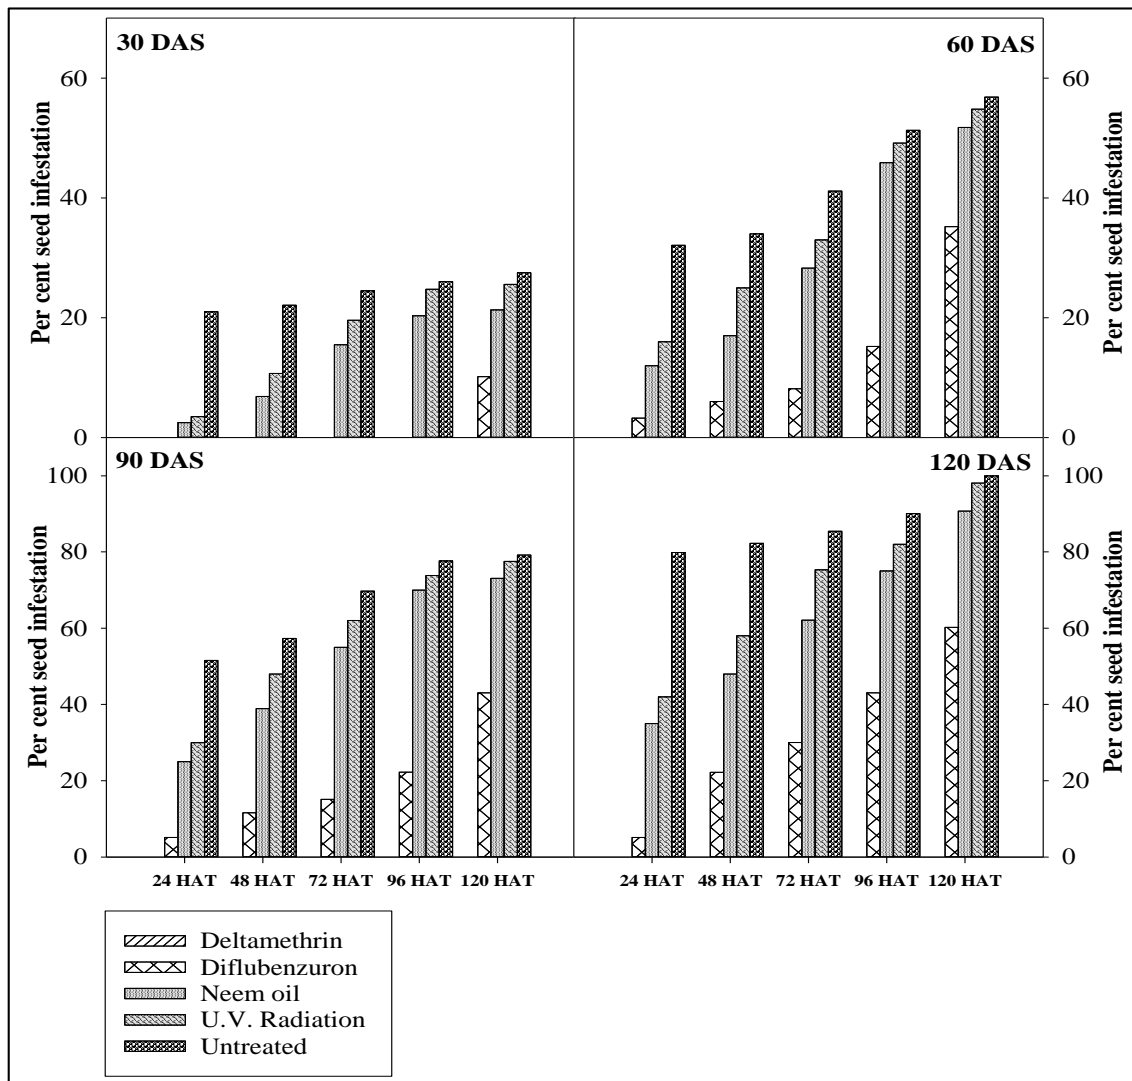 30 DAS
60 DAS
Per cent seed infestation
60
40
20
0
60
40
20
0
Per cent seed infestation
90 DAS
120 DAS
Per cent seed infestation
100
80
60
40
20
0
100
80
60
40
20
0
Per cent seed infestation
24 HAT 48 HAT 72 HAT 96 HAT 120 HAT
24 HAT 48 HAT 72 HAT 96 HAT 120 HAT
Deltamethrin
Diflubenzuron
Neem oil
U.V. Radiation
Untreated